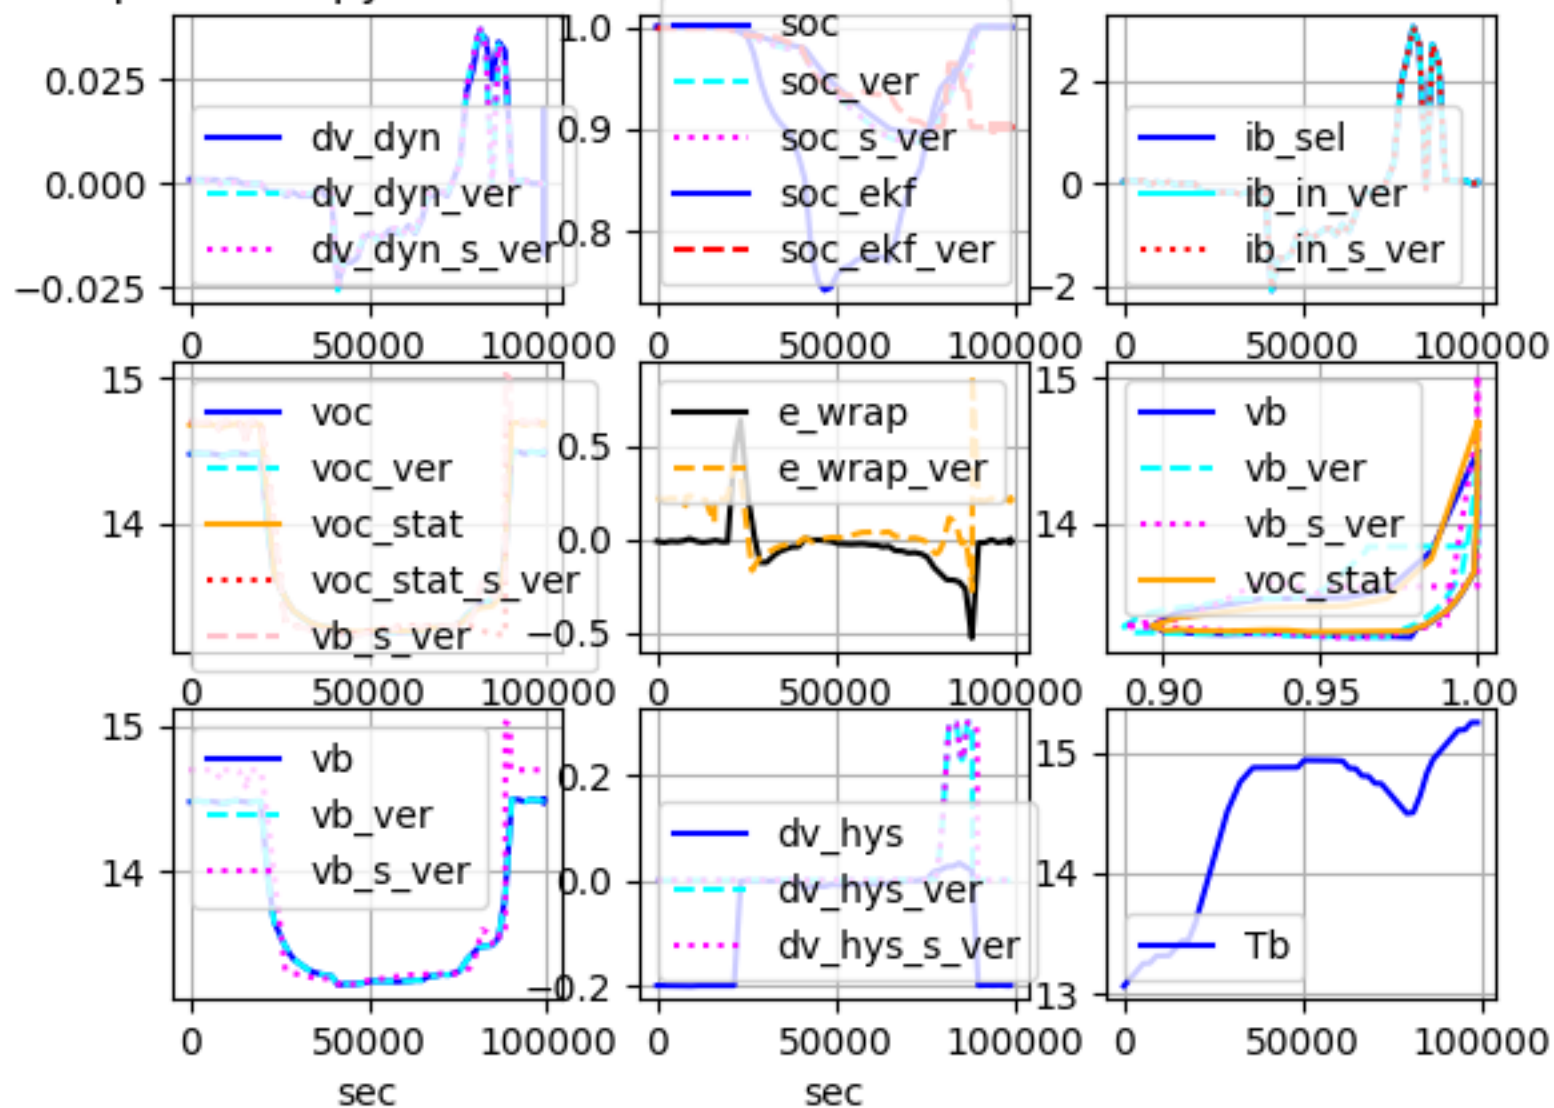 0.025
0.000
−0.025
dv_dyn
dv_dyn_ver
dv_dyn_s_ver
0 50000 100000
1.0
0.9
0.8
soc
soc_ver
soc_s_ver
soc_ekf
soc_ekf_ver
0 50000 100000
2
0
−2
ib_sel
ib_in_ver
ib_in_s_ver
0 50000 100000
15
14
voc
voc_ver
voc_stat
voc_stat_s_ver
vb_s_ver
0 50000 100000
0.5
0.0
−0.5
e_wrap
e_wrap_ver
0 50000 100000
15
14
vb
vb_ver
vb_s_ver
voc_stat
0.90 0.95 1.00
15
14
vb
vb_ver
vb_s_ver
0 50000 100000
sec
0.2
0.0
−0.2
dv_hys
dv_hys_ver
dv_hys_s_ver
0 50000 100000
sec
15
14
13
Tb
0 50000 100000